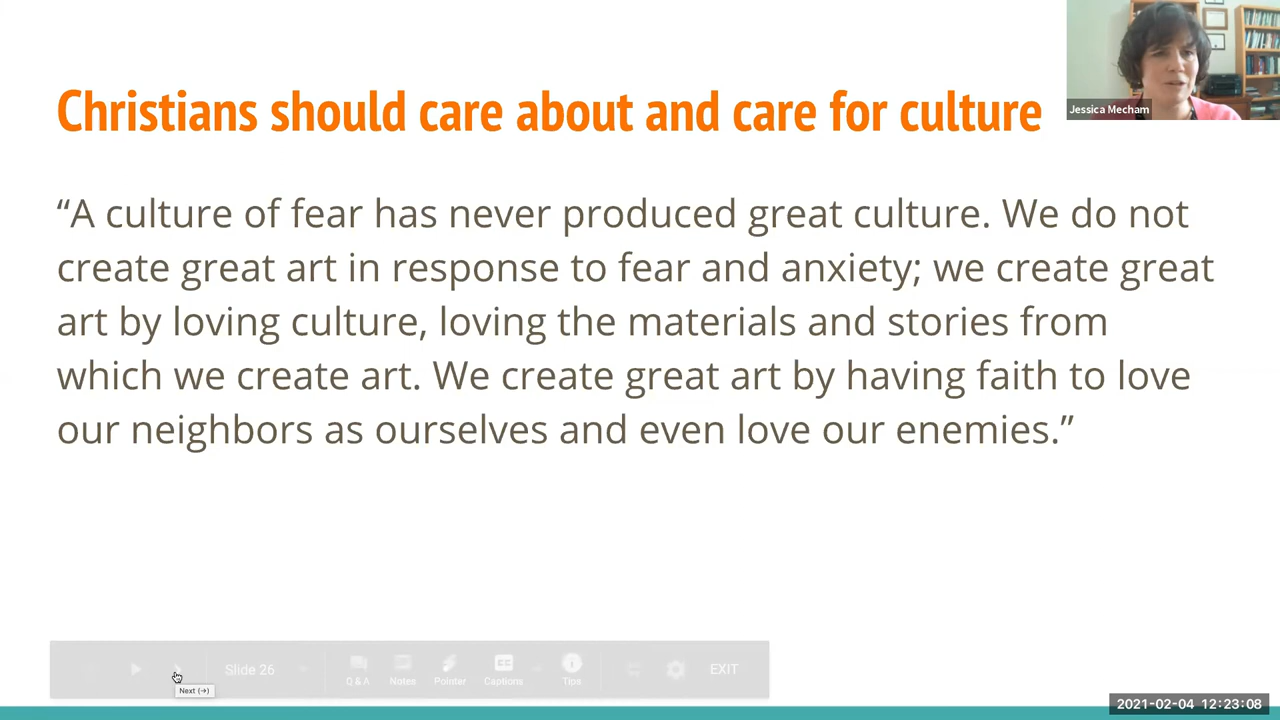 Christians should care about and care for culture
Jessica Mecham
“A culture of fear has never produced great culture. We do not
create great art in response to fear and anxiety; we create great
art by loving culture, loving the materials and stories from
which we create art. We create great art by having faith to love
our neighbors as ourselves and even love our enemies.”
Slide 26
Q & A
Notes
Pointer
Captions
Tips
EXIT
Next (→)
2021-02-04 12:23:08